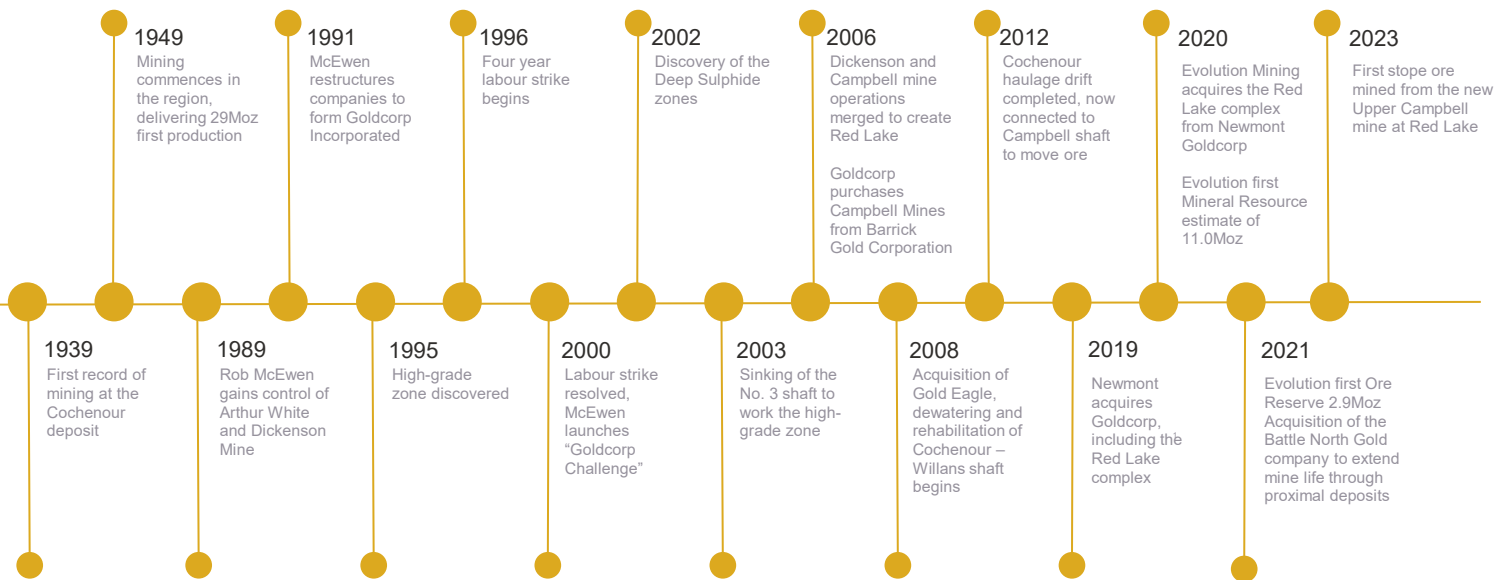 1949
Mining
commences in
the region,
delivering 29Moz
first production
1991
McEwen
restructures
companies to
form Goldcorp
Incorporated
1996
Four year
labour strike
begins
2002
Discovery of the
Deep Sulphide
zones
2006
Dickenson and
Campbell mine
operations
merged to create
Red Lake
Goldcorp
purchases
Campbell Mines
from Barrick
Gold Corporation
2012
Cochenour
haulage drift
completed, now
connected to
Campbell shaft
to move ore
2020
Evolution Mining
acquires the Red
Lake complex
from Newmont
Goldcorp
Evolution first
Mineral Resource
estimate of
11.0Moz
2023
First stope ore
mined from the new
Upper Campbell
mine at Red Lake
1939
First record of
mining at the
Cochenour
deposit
1989
Rob McEwen
gains control of
Arthur White
and Dickenson
Mine
1995
High-grade
zone discovered
2000
Labour strike
resolved,
McEwen
launches
“Goldcorp
Challenge”
2003
Sinking of the
No. 3 shaft to
work the high-
grade zone
2008
Acquisition of
Gold Eagle,
dewatering and
rehabilitation of
Cochenour –
Willans shaft
begins
2019
Newmont
acquires
Goldcorp,
including the
Red Lake
complex
2021
Evolution first Ore
Reserve 2.9Moz
Acquisition of the
Battle North Gold
company to extend
mine life through
proximal deposits